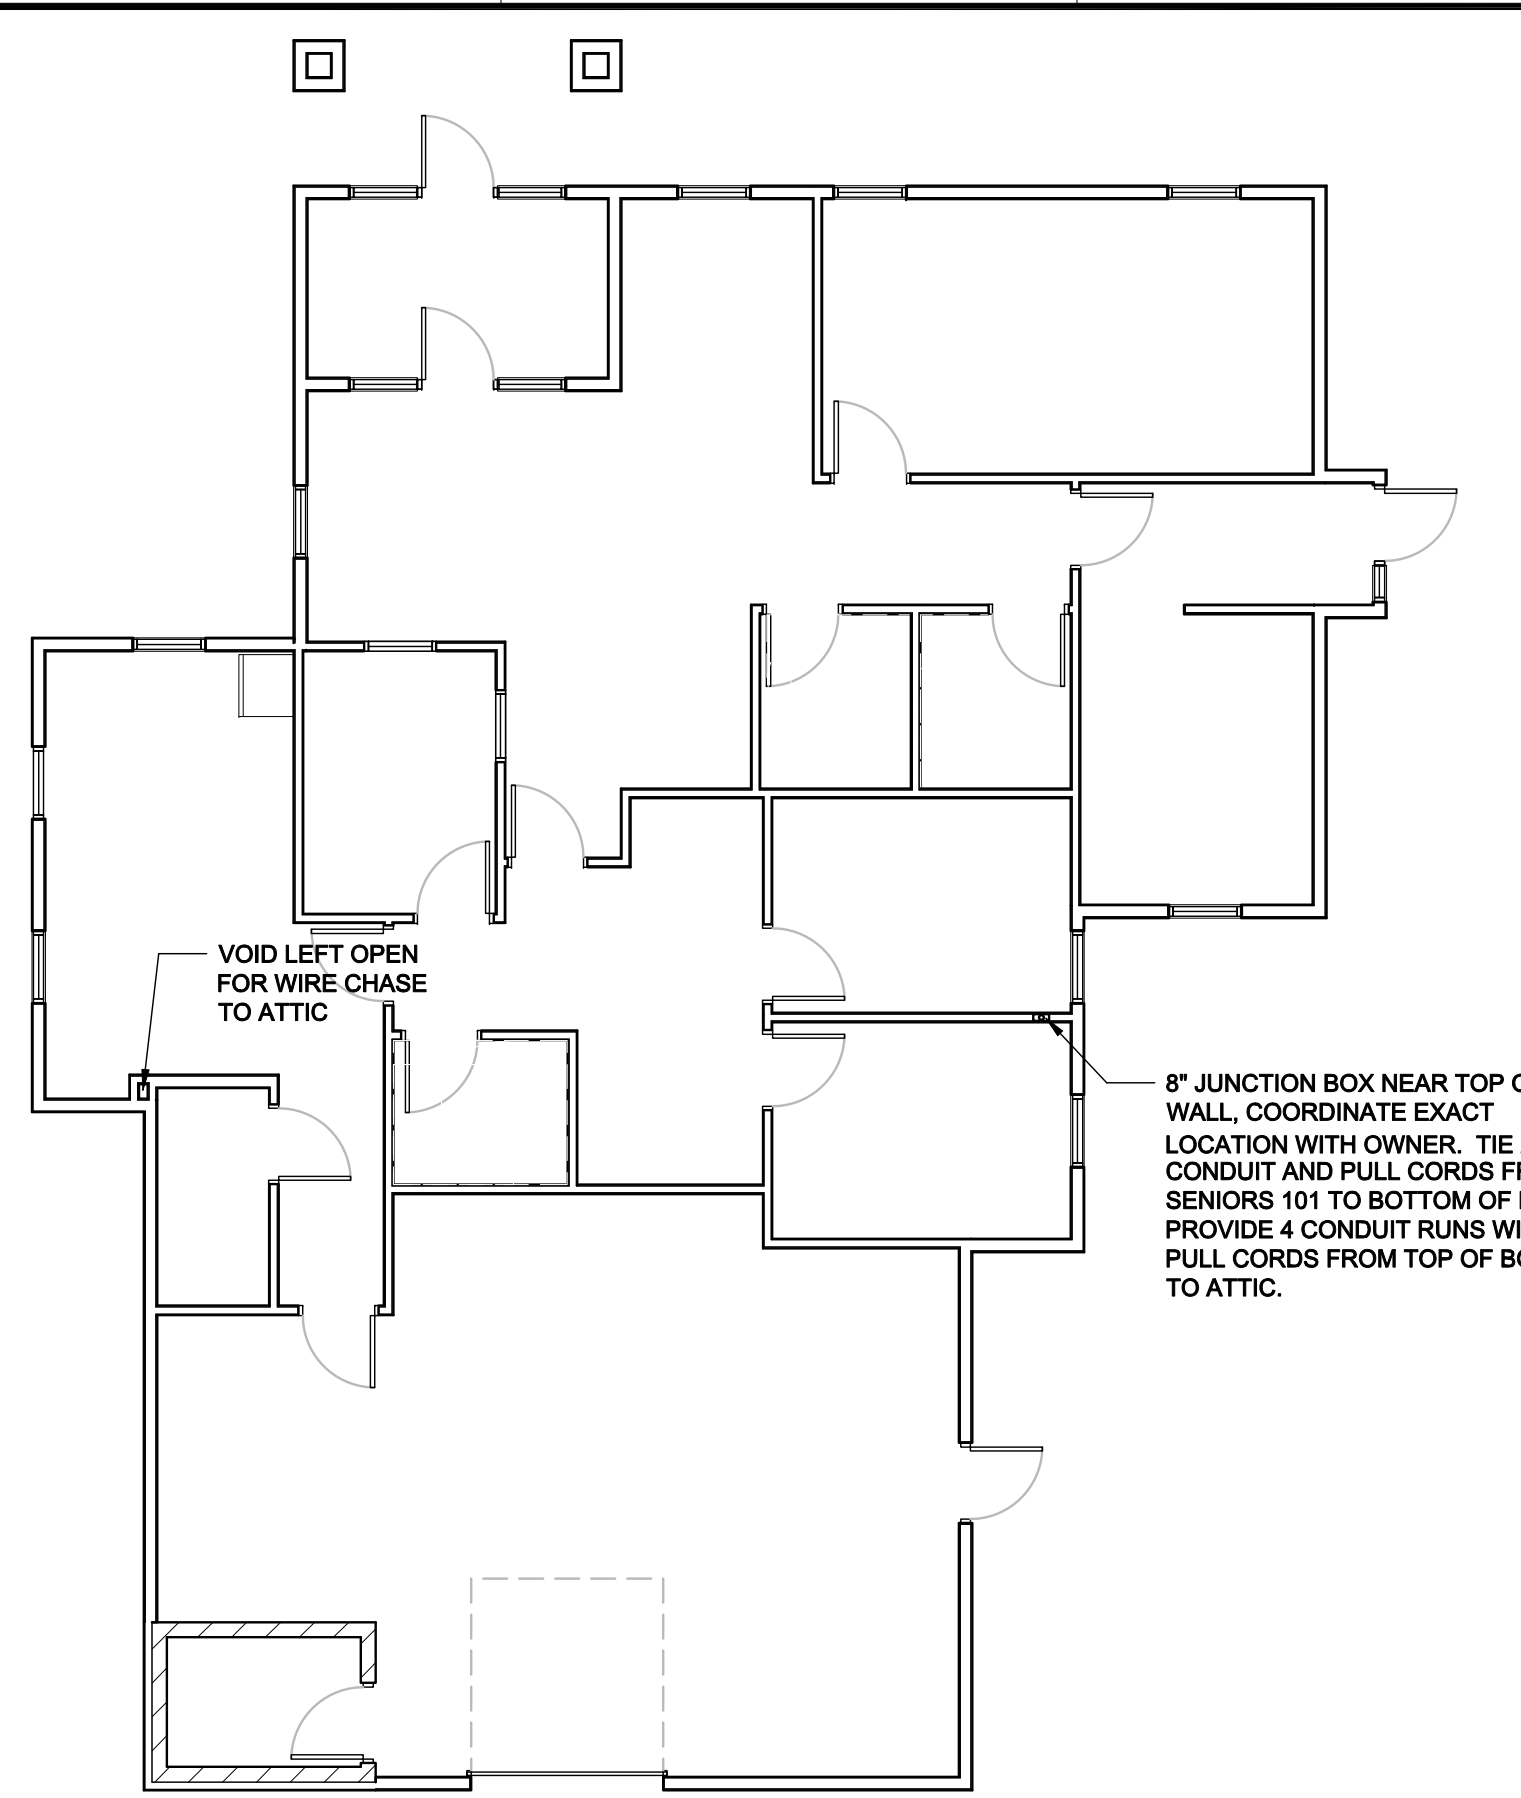 VOID LEFT OPEN
FOR WIRE CHASE
TO ATTIC
8" JUNCTION BOX NEAR TOP
WALL, COORDINATE EXACT
LOCATION WITH OWNER. TIE
CONDUIT AND PULL CORDS
SENIORS 101 TO BOTTOM OF
PROVIDE 4 CONDUIT RUNS
PULL CORDS FROM TOP OF
TO ATTIC.